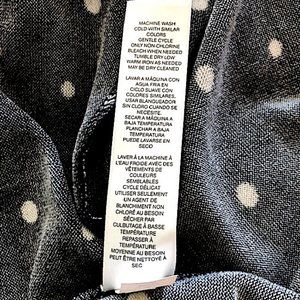 MACHINE WASH
COLD WITH SIMILAR
COLORS
GENTLE CYCLE
ONLY NON-CHLORINE
BLEACH WHEN NEEDED
TUMBLE DRY LOW
WARM IRON AS NEEDED
MAY BE DRY CLEANED
LAVAR A MÁQUINA CON
AGUA FRIA EN
CICLO SUAVE CON
COLORES SIMILARES,
USAR BLANQUEADOR
SIN CLORO CUANDO SE
NECESITE.
SECAR A MÁQUINA A
BAJA TEMPERATURA
PLANCHAR A BAJA
TEMPERATURA
PUEDE LAVARSE EN
SECO
LAVER À LA MACHINE À
L'EAU FROIDE AVEC DES
VÊTEMENTS DE
COULEURS
SEMBLABLES
CYCLE DÉLICAT
UTILISER SEULEMENT
UN AGENT DE
BLANCHIMENT NON
CHLORÉ AU BESOIN
SÉCHER PAR
CULBUTAGE À BASSE
TEMPÉRATURE
REPASSER À
TEMPÉRATURE
MOYENNE AU BESOIN
PEUT ÊTRE NETTOYÉ À
SEC